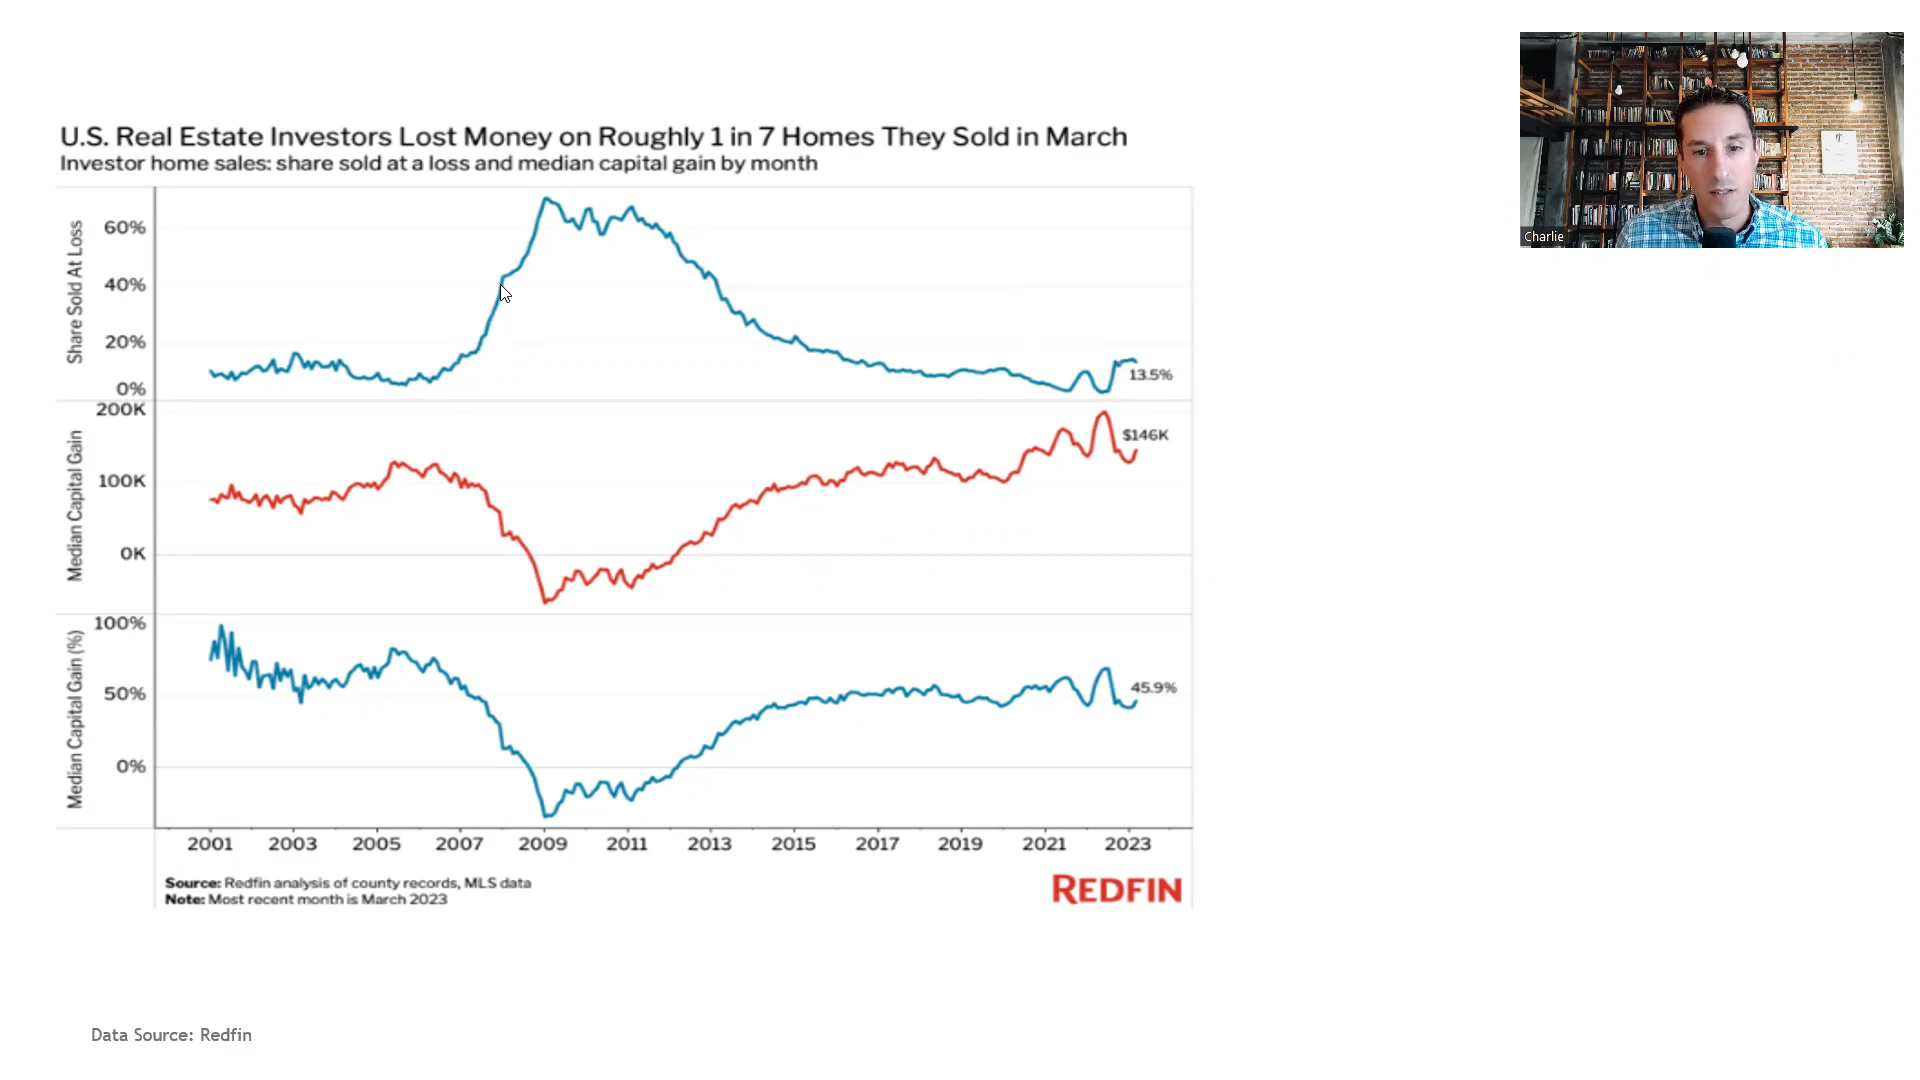 U.S. Real Estate Investors Lost Money on Roughly 1 in 7 Homes They Sold in March
Investor home sales: share sold at a loss and median capital gain by month
Share Sold At Loss
60%
40%
20%
0%
13.5%
Median Capital Gain
200K
100K
0K
$146K
Median Capital Gain (%)
100%
50%
0%
45.9%
2001 2003 2005 2007 2009 2011 2013 2015 2017 2019 2021 2023
Source: Redfin analysis of county records, MLS data
Note: Most recent month is March 2023
REDFIN
Charlie
Data Source: Redfin